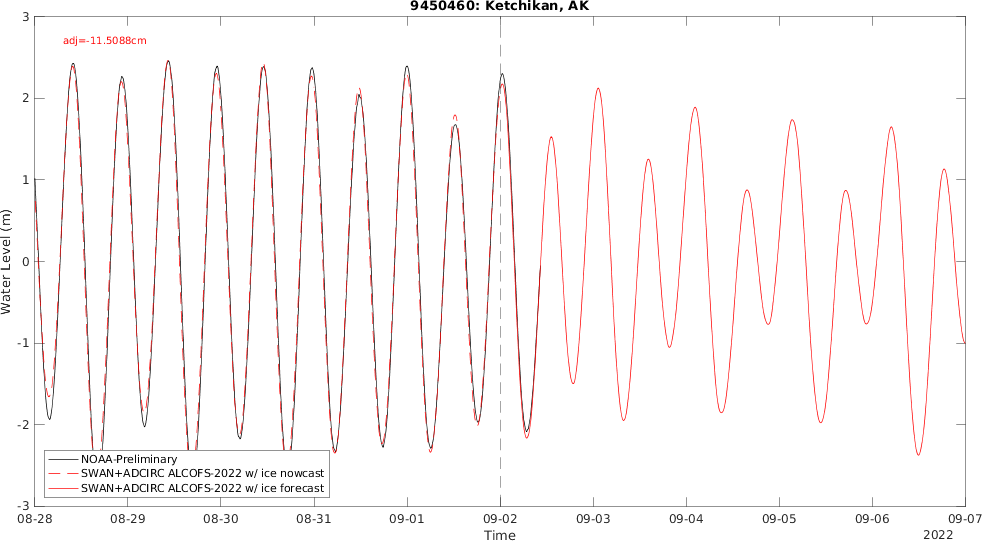 9450460: Ketchikan, AK
adj=-11.5088cm
3
2
1
0
-1
-2
-3
Water Level (m)
NOAA-Preliminary
SWAN+ADCIRC ALCOFS-2022 w/ ice nowcast
SWAN+ADCIRC ALCOFS-2022 w/ ice forecast
08-28 08-29 08-30 08-31 09-01 09-02 09-03 09-04 09-05 09-06 09-07
Time
2022